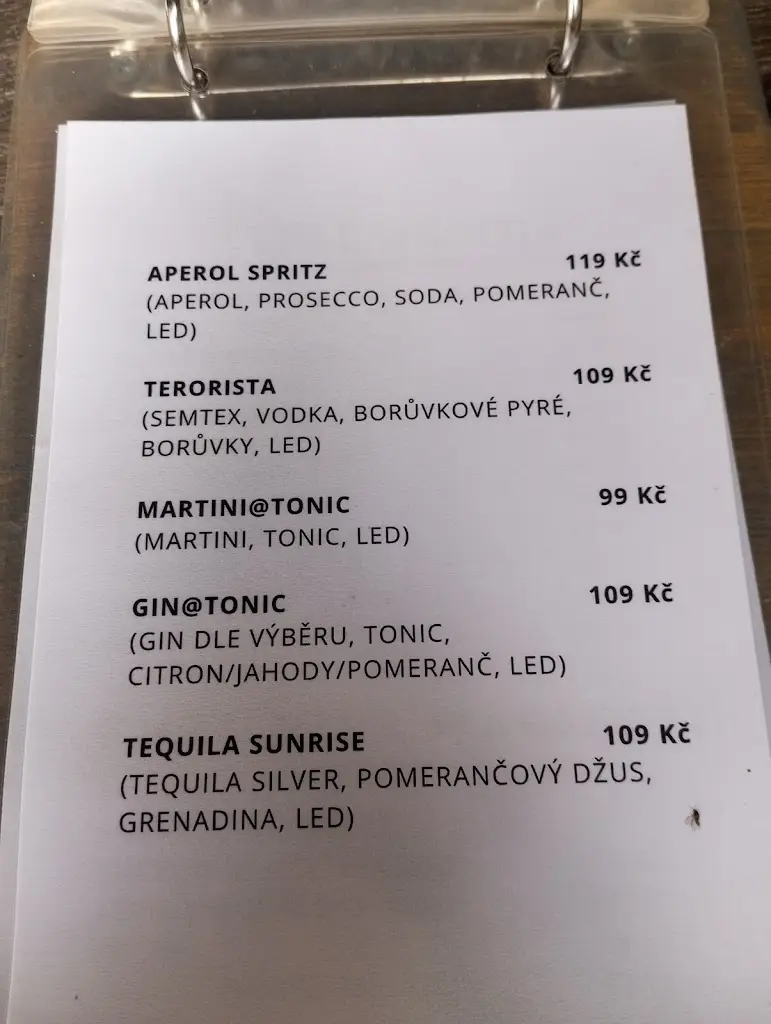 APEROL SPRITZ 119 Kč
(APEROL, PROSECCO, SODA, POMERANČ,
LED)
TERORISTA 109 Kč
(SEMTEX, VODKA, BORŮVKOVÉ PYRÉ,
BORŮVKY, LED)
MARTINI@TONIC 99 Kč
(MARTINI, TONIC, LED)
GIN@TONIC 109 Kč
(GIN DLE VÝBĚRU, TONIC,
CITRON/JAHODY/POMERANČ, LED)
TEQUILA SUNRISE 109 Kč
(TEQUILA SILVER, POMERANČOVÝ DŽUS,
GRENADINA, LED)